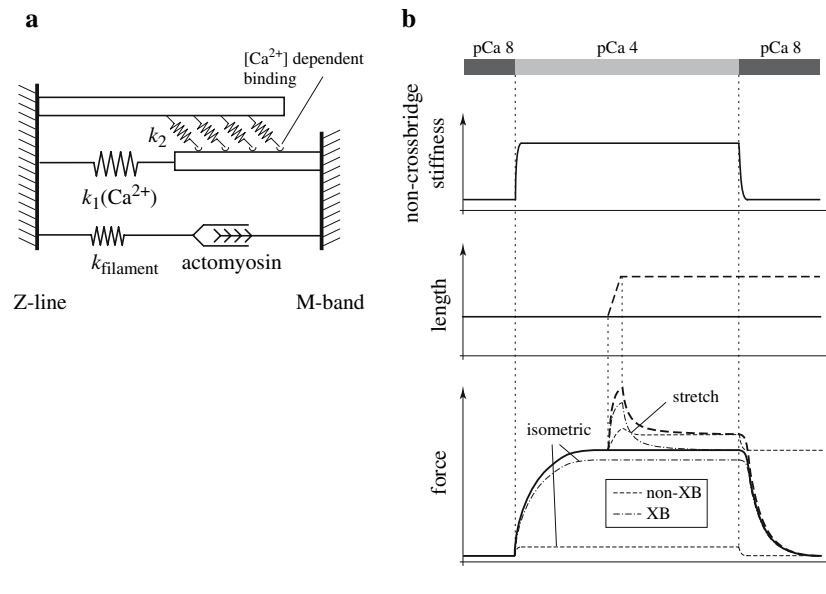 a
[Ca²⁺] dependent
binding
k₂
k₁(Ca²⁺)
k_filament
actomyosin
Z-line
M-band
b
pCa 8
pCa 4
pCa 8
non-crossbridge
stiffness
length
force
stretch
isometric
non-XB
XB